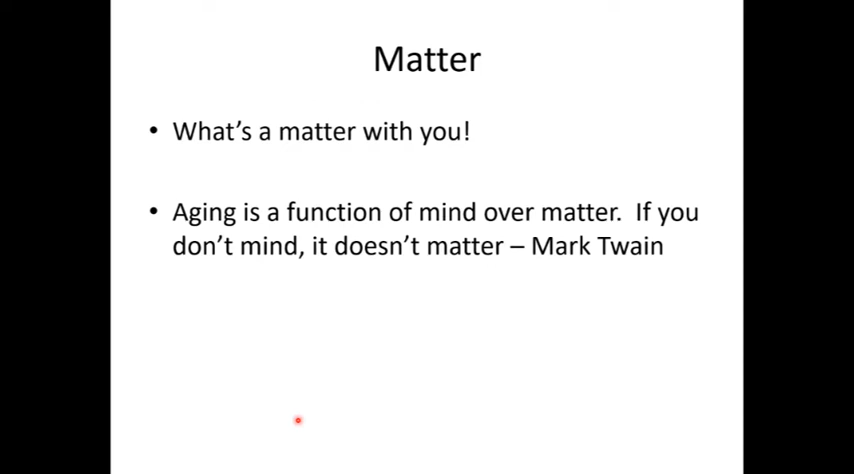 Matter
• What’s a matter with you!
• Aging is a function of mind over matter.  If you
don’t mind, it doesn’t matter – Mark Twain